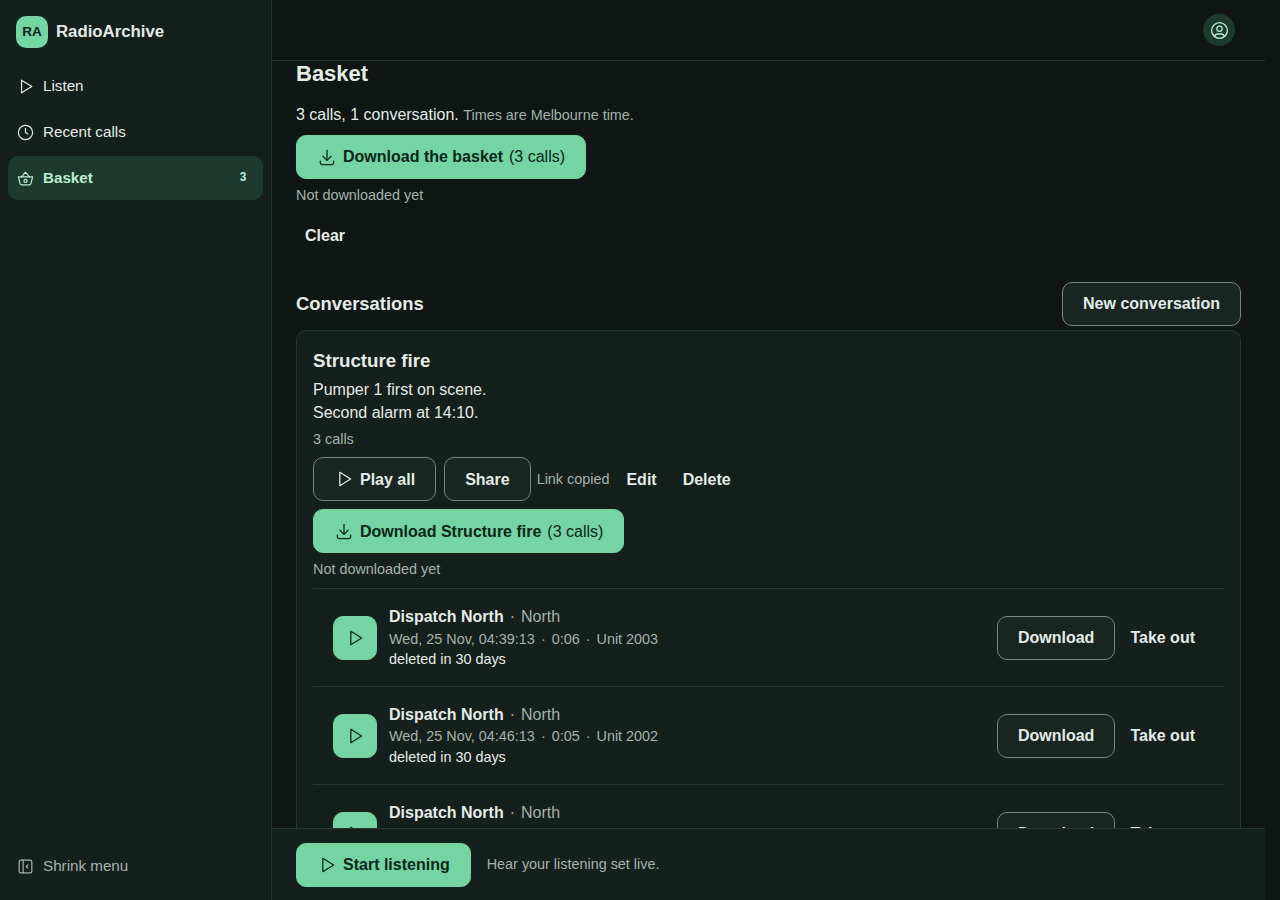 RA RadioArchive
Listen
Recent calls
Basket 3
Shrink menu
Basket
3 calls, 1 conversation. Times are Melbourne time.
Download the basket (3 calls)
Not downloaded yet
Clear
Conversations
New conversation
Structure fire
Pumper 1 first on scene.
Second alarm at 14:10.
3 calls
Play all Share Link copied Edit Delete
Download Structure fire (3 calls)
Not downloaded yet
Dispatch North · North
Wed, 25 Nov, 04:39:13 · 0:06 · Unit 2003
deleted in 30 days
Download Take out
Dispatch North · North
Wed, 25 Nov, 04:46:13 · 0:05 · Unit 2002
deleted in 30 days
Download Take out
Dispatch North · North
Start listening Hear your listening set live.